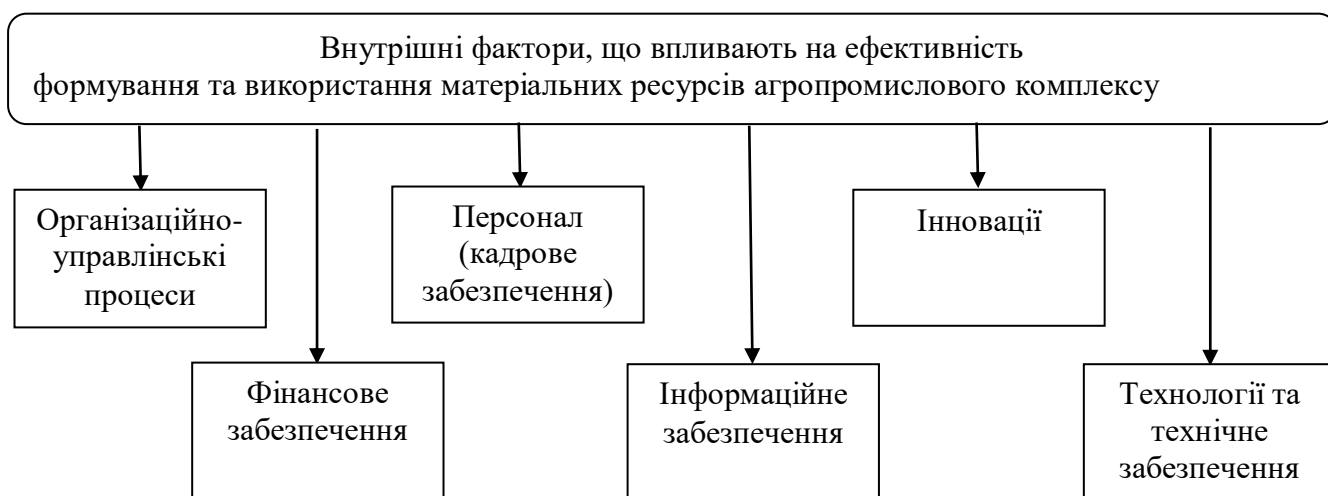 Внутрішні фактори, що впливають на ефективність
формування та використання матеріальних ресурсів агропромислового комплексу
Організаційно-
управлінські
процеси
Персонал
(кадрове
забезпечення)
Інновації
Фінансове
забезпечення
Інформаційне
забезпечення
Технології та
технічне
забезпечення